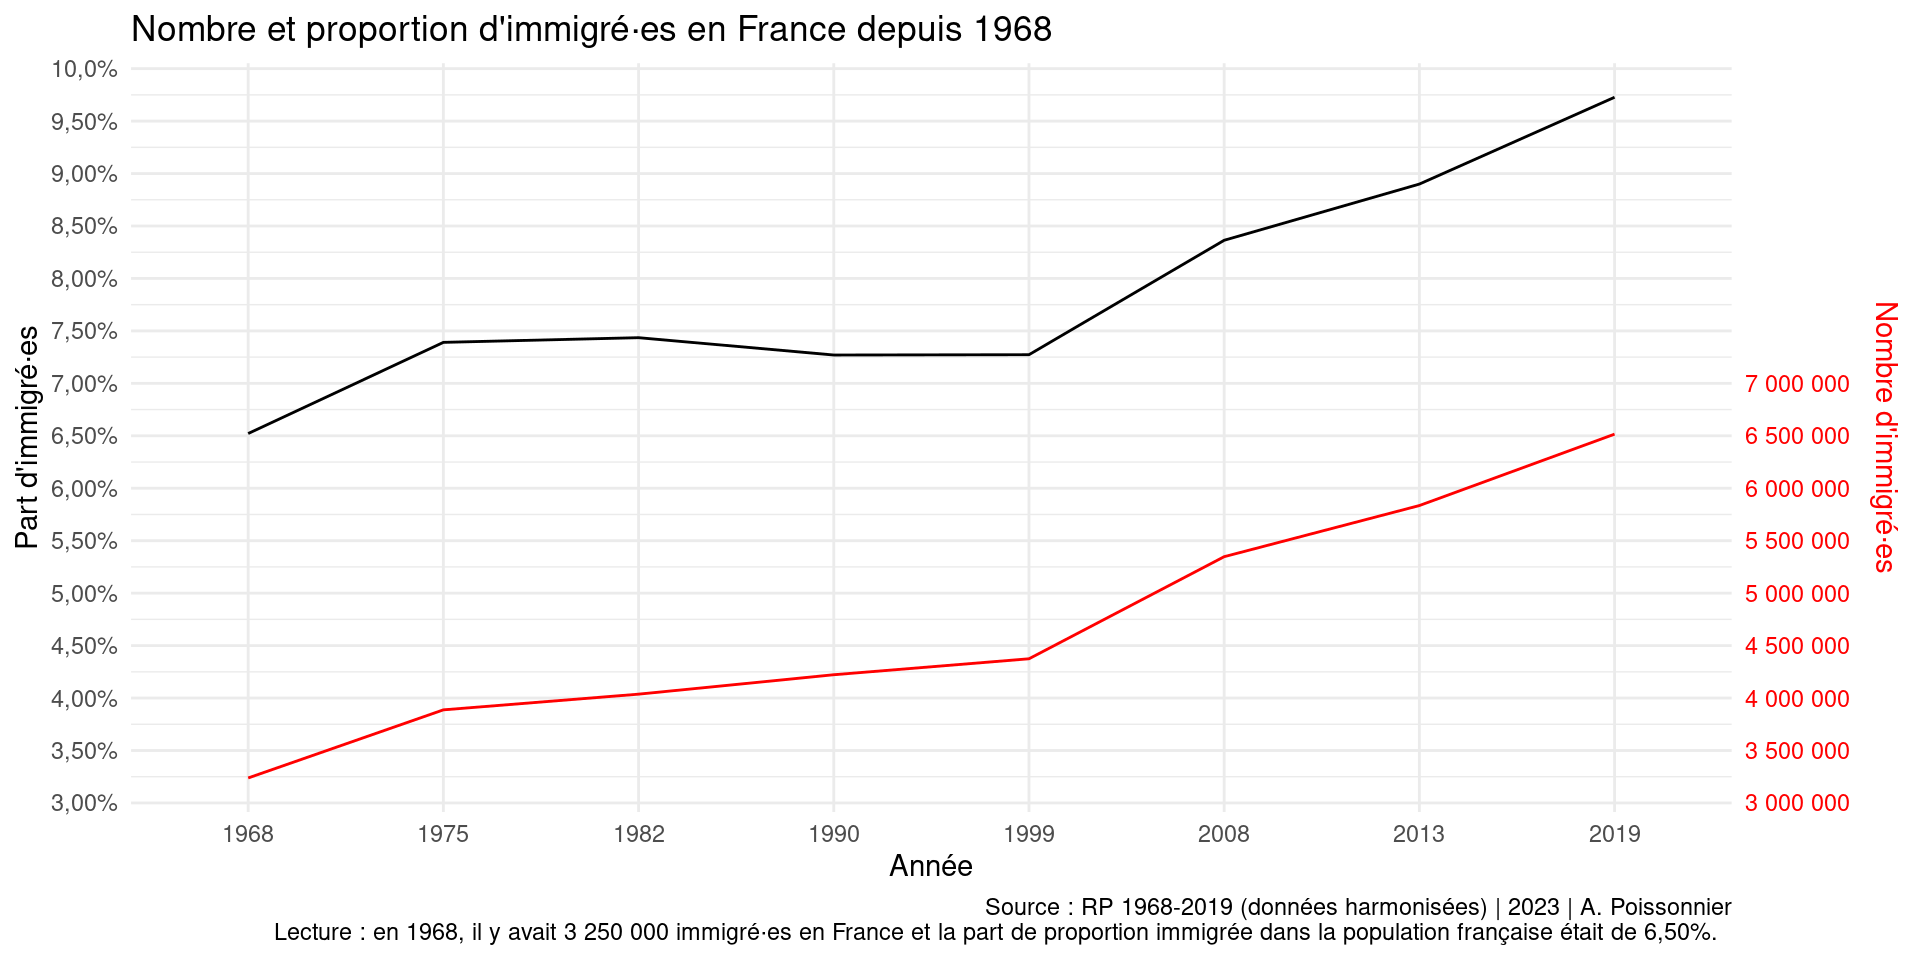 Nombre et proportion d'immigré·es en France depuis 1968
10,0%
9,50%
9,00%
8,50%
8,00%
7,50%
7,00%
6,50%
6,00%
5,50%
5,00%
4,50%
4,00%
3,50%
3,00%
Part d'immigré·es
7 000 000
6 500 000
6 000 000
5 500 000
5 000 000
4 500 000
4 000 000
3 500 000
3 000 000
Nombre d'immigré·es
1968 1975 1982 1990 1999 2008 2013 2019
Année
Source : RP 1968-2019 (données harmonisées) | 2023 | A. Poissonnier
Lecture : en 1968, il y avait 3 250 000 immigré·es en France et la part de proportion immigrée dans la population française était de 6,50%.